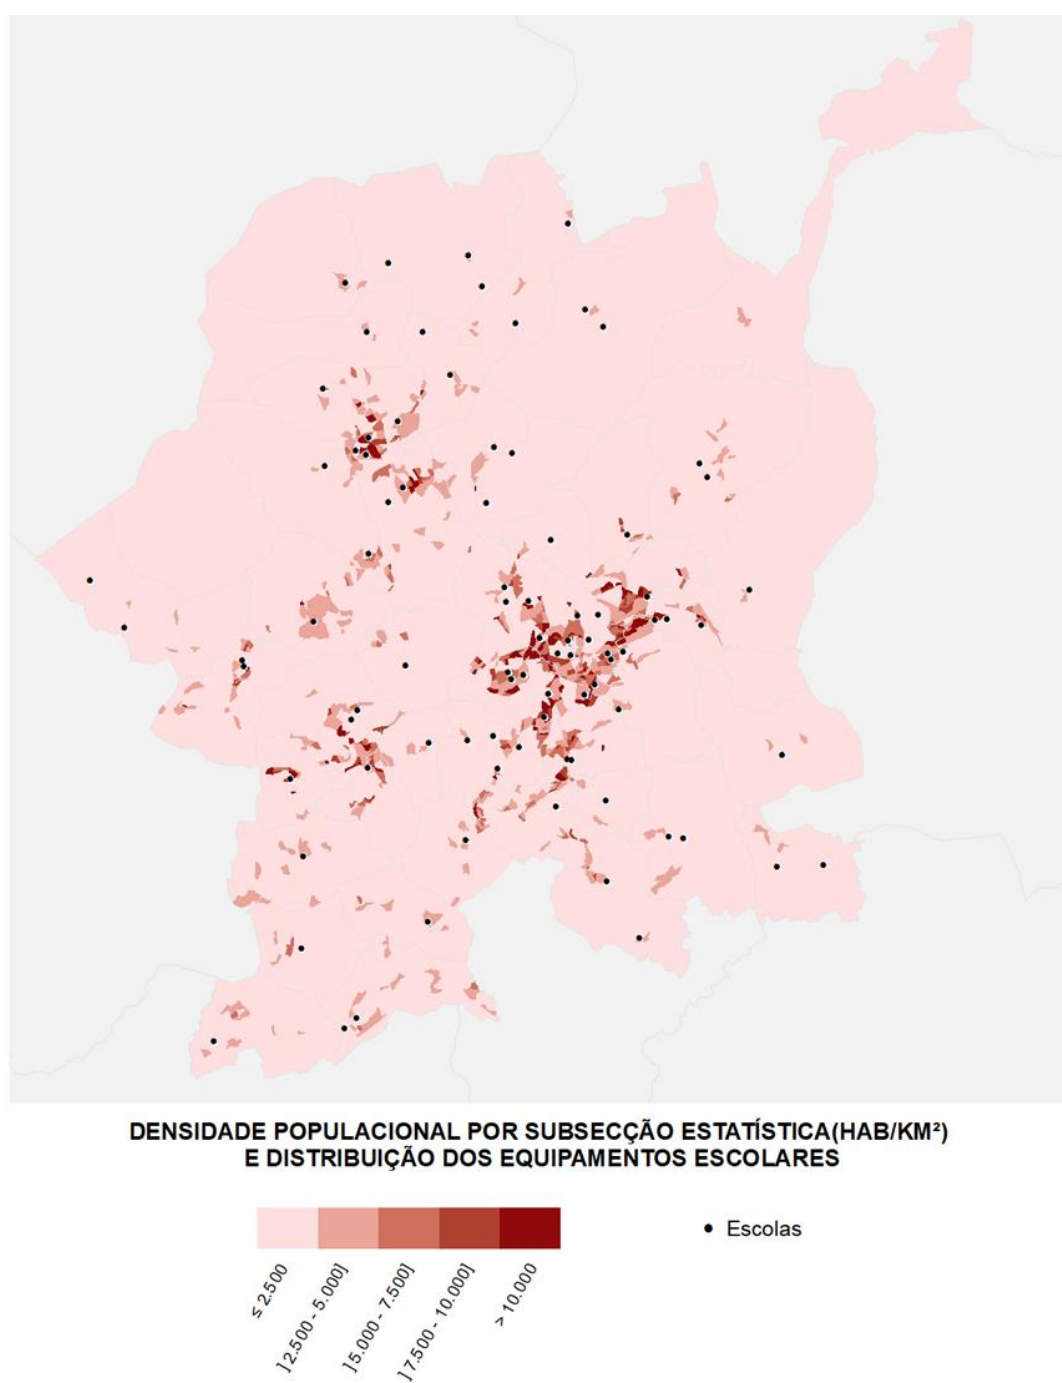 DENSIDADE POPULACIONAL POR SUBSECÇÃO ESTATÍSTICA(HAB/KM²)
E DISTRIBUIÇÃO DOS EQUIPAMENTOS ESCOLARES
≤ 2.500
]2.500 - 5.000]
]5.000 - 7.500]
]7.500 - 10.000]
> 10.000
Escolas